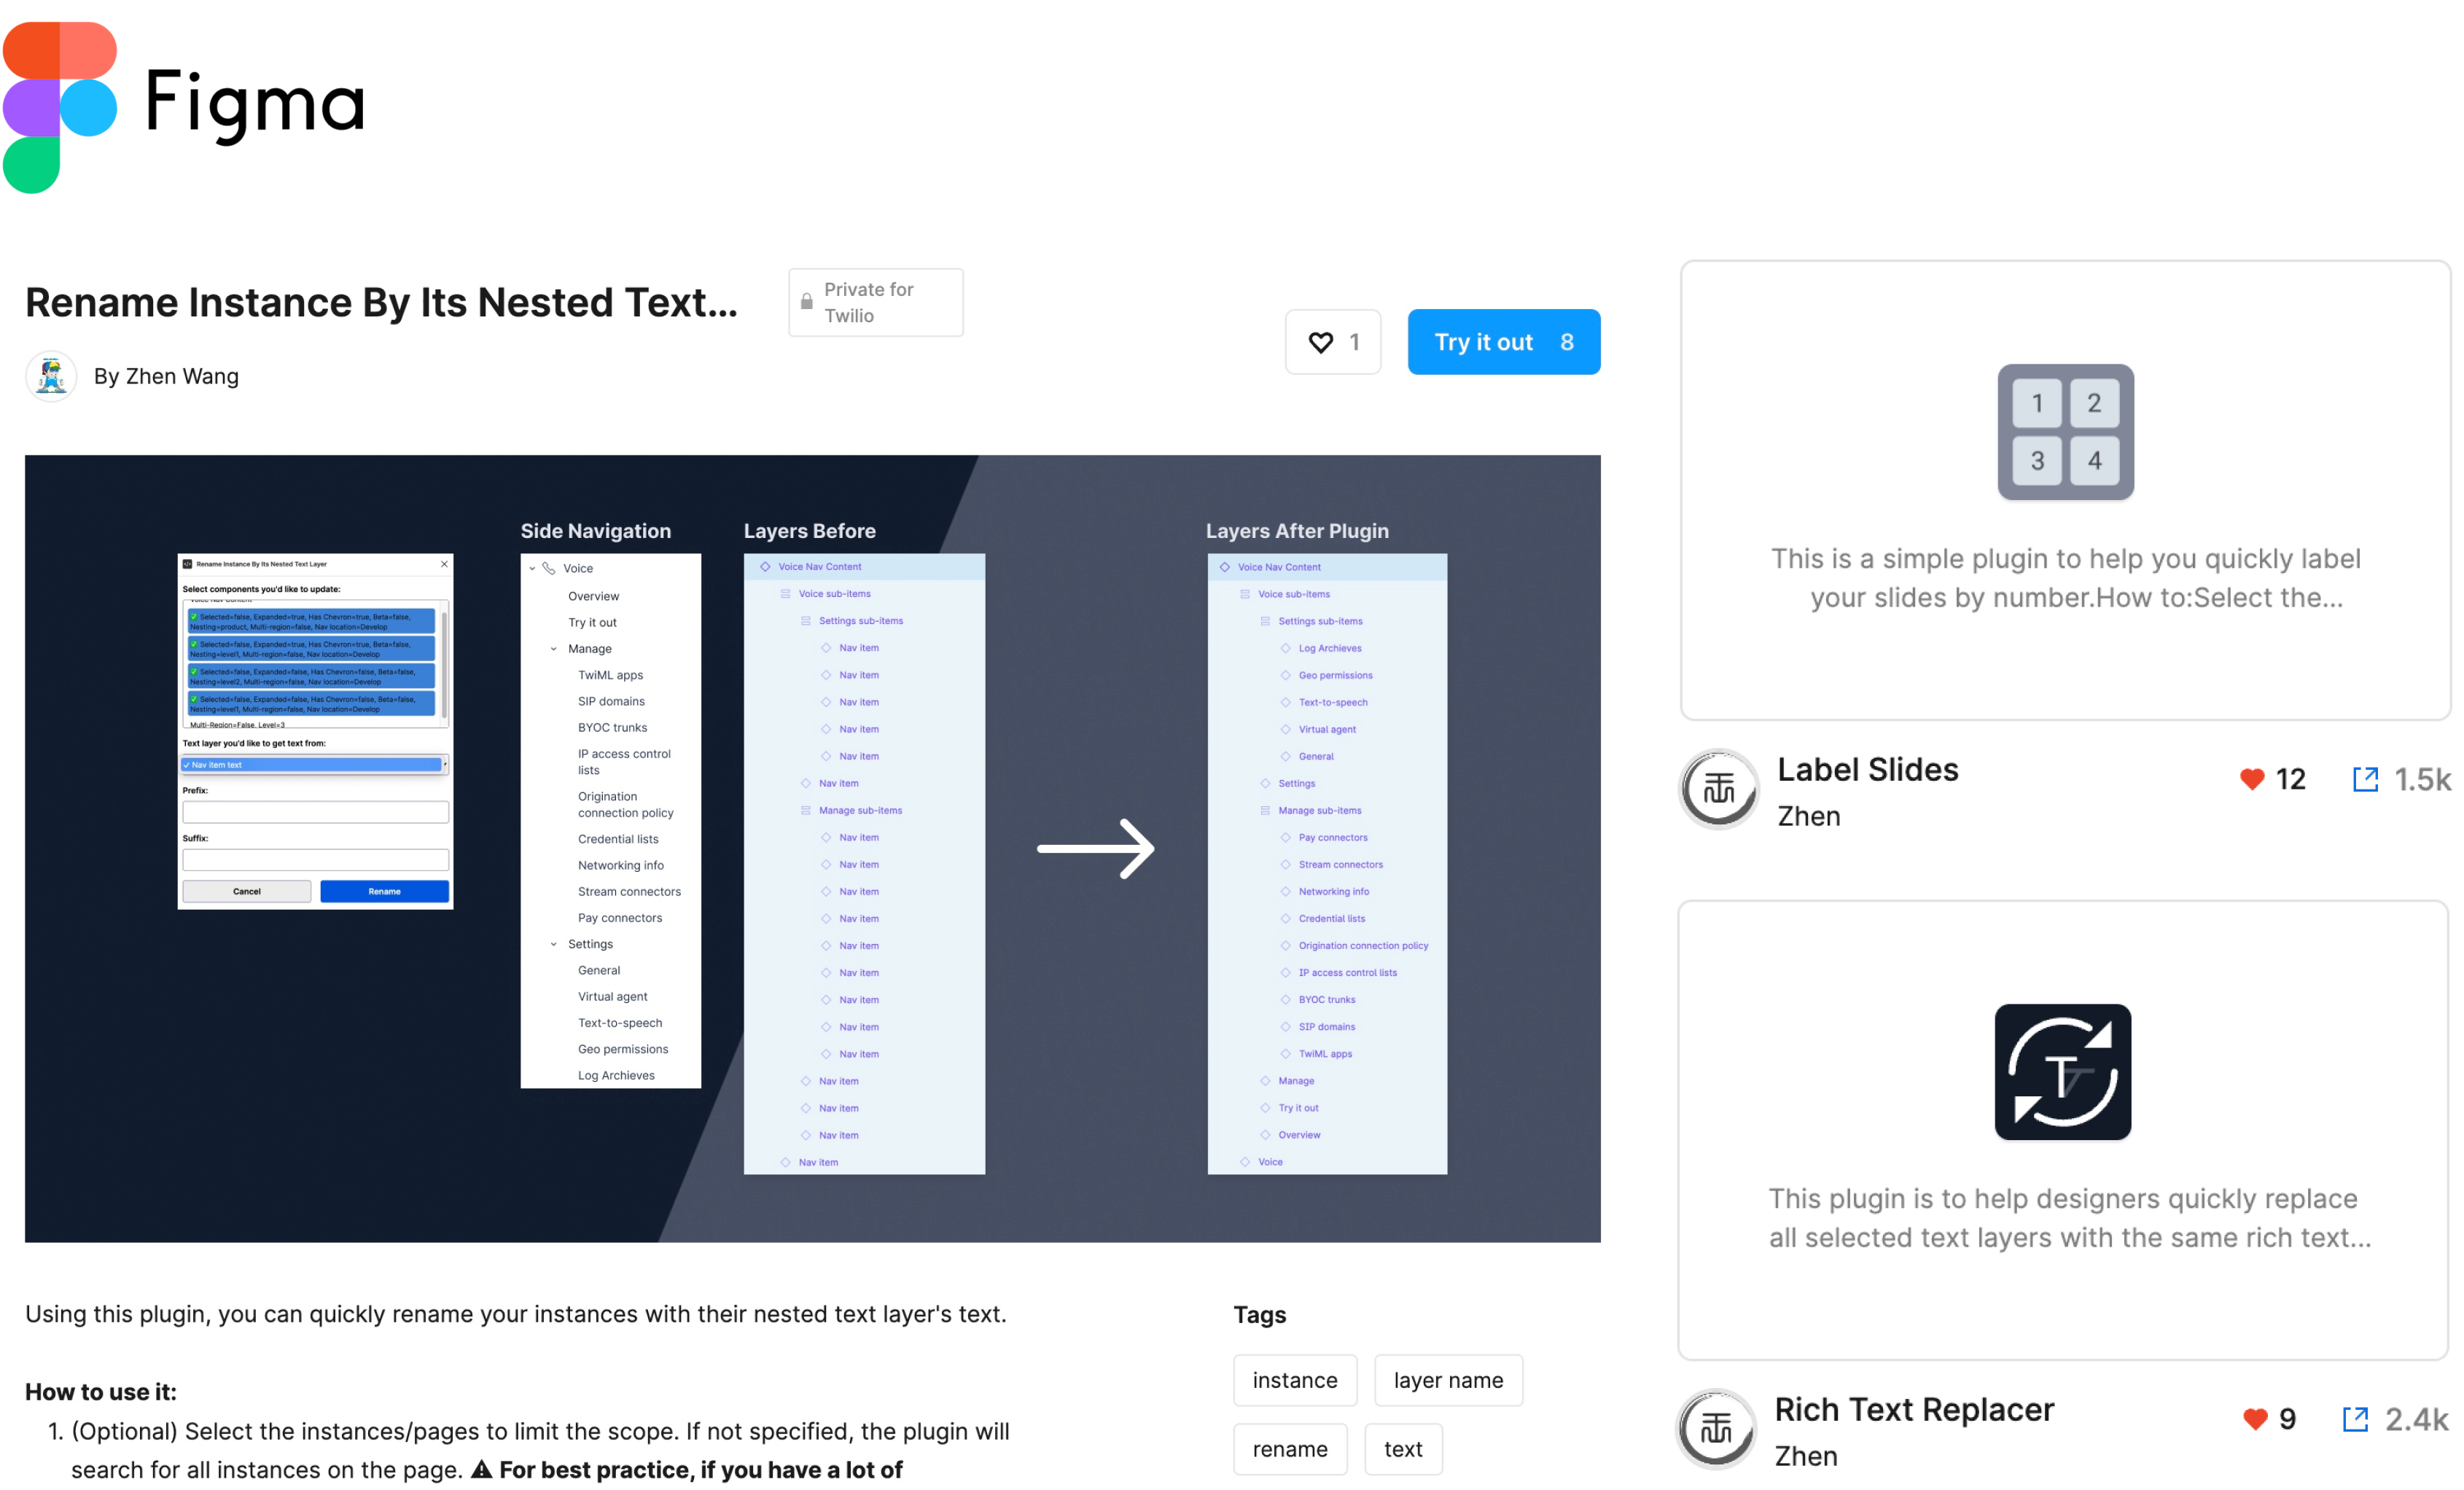 Figma
Rename Instance By Its Nested Text...
Private for
Twilio
By Zhen Wang
1
Try it out 8
Rename Instance By Its Nested Text Layer
Select components you'd like to update:
Voice Nav Content
Selected=false, Expanded=true, Has Chevron=true, Beta=false,
Nesting=product, Multi-region=false, Nav location=Develop
Selected=false, Expanded=true, Has Chevron=true, Beta=false,
Nesting=level1, Multi-region=false, Nav location=Develop
Selected=false, Expanded=false, Has Chevron=false, Beta=false,
Nesting=level2, Multi-region=false, Nav location=Develop
Selected=false, Expanded=false, Has Chevron=false, Beta=false,
Nesting=level1, Multi-region=false, Nav location=Develop
Multi-Region=False, Level=3
Text layer you'd like to get text from:
✓ Nav item text
Prefix:
Suffix:
Cancel
Rename
Side Navigation
Voice
Overview
Try it out
Manage
TwiML apps
SIP domains
BYOC trunks
IP access control
lists
Origination
connection policy
Credential lists
Networking info
Stream connectors
Pay connectors
Settings
General
Virtual agent
Text-to-speech
Geo permissions
Log Archieves
Layers Before
Voice Nav Content
Voice sub-items
Settings sub-items
Nav item
Nav item
Nav item
Nav item
Nav item
Nav item
Manage sub-items
Nav item
Nav item
Nav item
Nav item
Nav item
Nav item
Nav item
Nav item
Nav item
Nav item
Nav item
Nav item
Nav item
Layers After Plugin
Voice Nav Content
Voice sub-items
Settings sub-items
Log Archieves
Geo permissions
Text-to-speech
Virtual agent
General
Settings
Manage sub-items
Pay connectors
Stream connectors
Networking info
Credential lists
Origination connection policy
IP access control lists
BYOC trunks
SIP domains
TwiML apps
Manage
Try it out
Overview
Voice
Using this plugin, you can quickly rename your instances with their nested text layer's text.
How to use it:
1. (Optional) Select the instances/pages to limit the scope. If not specified, the plugin will
search for all instances on the page. ⚠ For best practice, if you have a lot of
Tags
instance
layer name
rename
text
1 2
3 4
This is a simple plugin to help you quickly label
your slides by number.How to:Select the...
Label Slides
Zhen
12
1.5k
T
This plugin is to help designers quickly replace
all selected text layers with the same rich text...
Rich Text Replacer
Zhen
9
2.4k